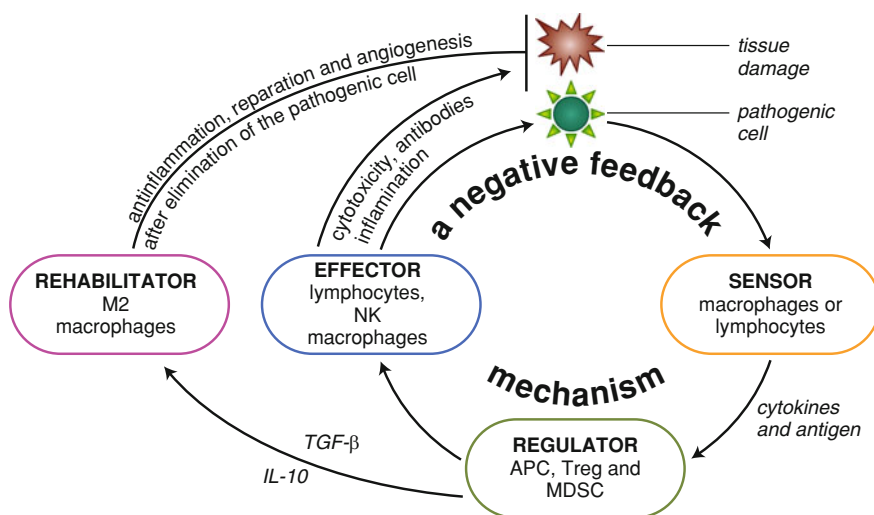 antinflammation, reparation and angiogenesis
after elimination of the pathogenic cell
cytotoxicity, antibodies
inflamination
tissue
damage
pathogenic
cell
a negative feedback
mechanism
REHABILITATOR
M2
macrophages
EFFECTOR
lymphocytes,
NK
macrophages
SENSOR
macrophages or
lymphocytes
cytokines
and antigen
REGULATOR
APC, Treg and
MDSC
TGF-β
IL-10